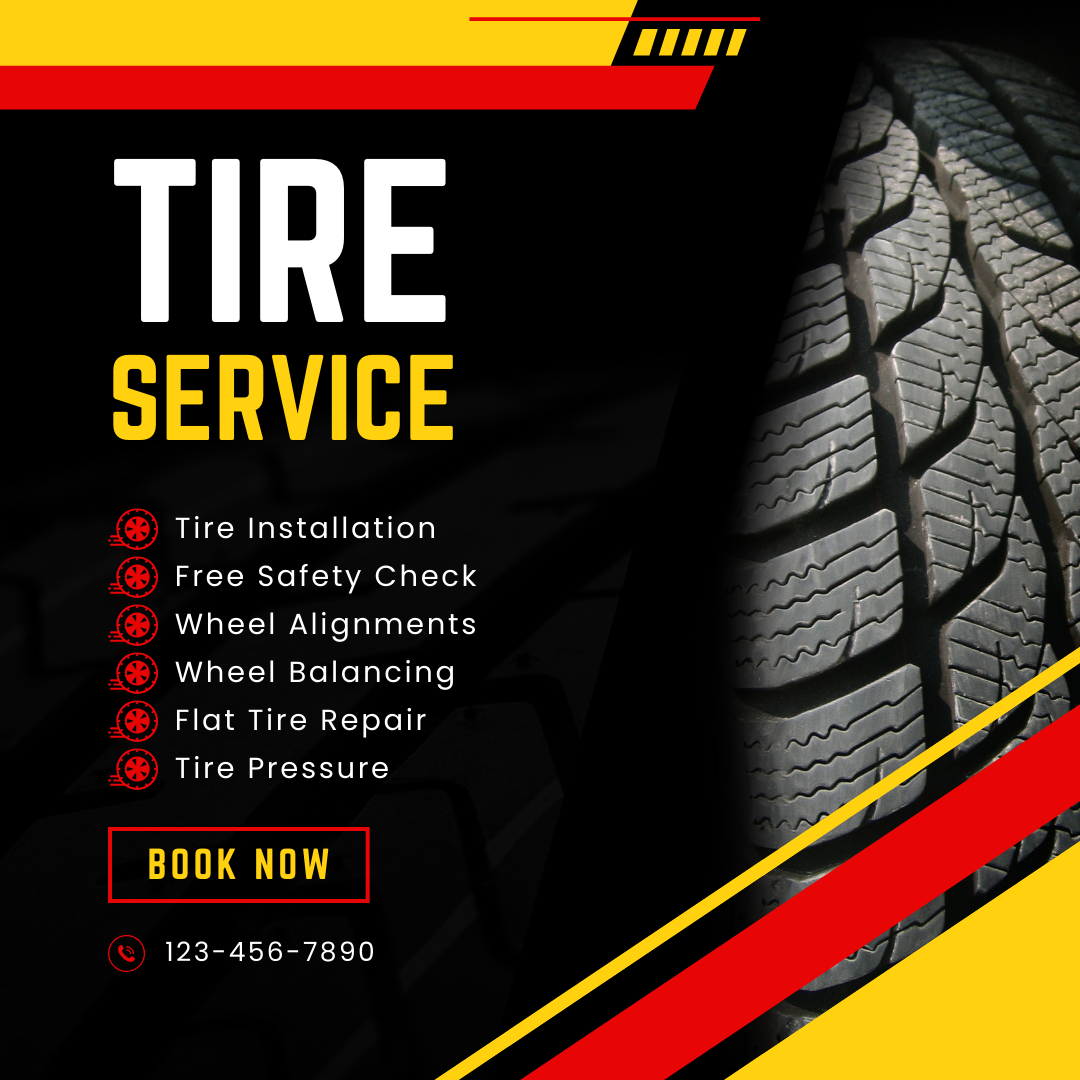 TIRE
SERVICE
Tire Installation
Free Safety Check
Wheel Alignments
Wheel Balancing
Flat Tire Repair
Tire Pressure
BOOK NOW
123-456-7890